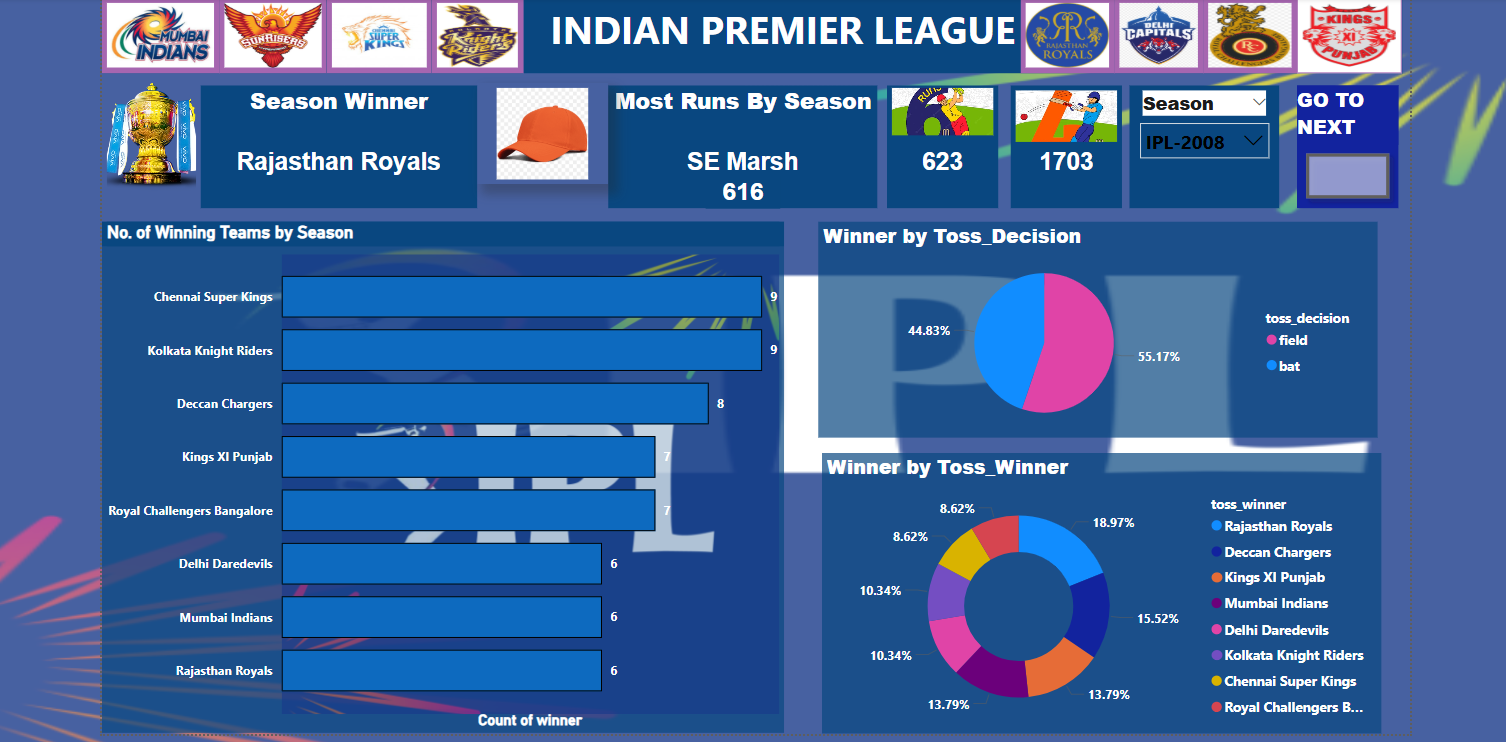 MUMBAI
INDIANS
SUNRISERS
CHENNAI
SUPER
KINGS
Knight
Riders
INDIAN PREMIER LEAGUE
RAJASTHAN
ROYALS
DELHI
CAPITALS
KINGS
XI
PUNJAB
Season Winner
Rajasthan Royals
Most Runs By Season
SE Marsh
616
RUNS
6
623
4
1703
Season
IPL-2008
GO TO
NEXT
No. of Winning Teams by Season
Chennai Super Kings 9
Kolkata Knight Riders 9
Deccan Chargers 8
Kings XI Punjab 7
Royal Challengers Bangalore 7
Delhi Daredevils 6
Mumbai Indians 6
Rajasthan Royals 6
Count of winner
IPL
Winner by Toss_Decision
44.83%
55.17%
toss_decision
field
bat
Winner by Toss_Winner
8.62%
18.97%
8.62%
10.34%
15.52%
10.34%
13.79%
13.79%
toss_winner
Rajasthan Royals
Deccan Chargers
Kings XI Punjab
Mumbai Indians
Delhi Daredevils
Kolkata Knight Riders
Chennai Super Kings
Royal Challengers B...